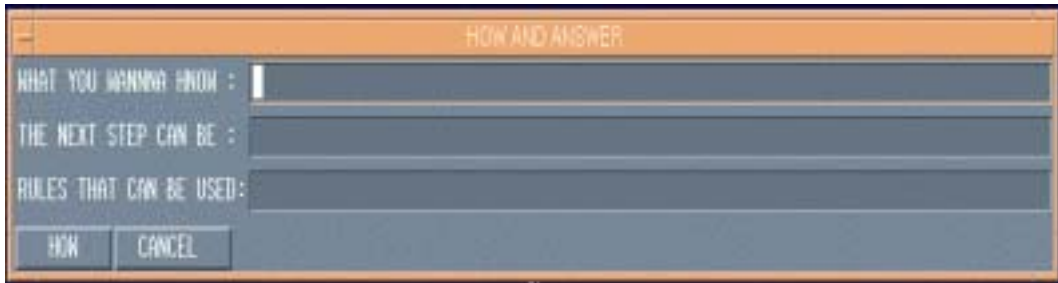 HOW AND ANSWER
WHAT YOU WANNNA KNOW :
THE NEXT STEP CAN BE :
RULES THAT CAN BE USED:
HOW CANCEL